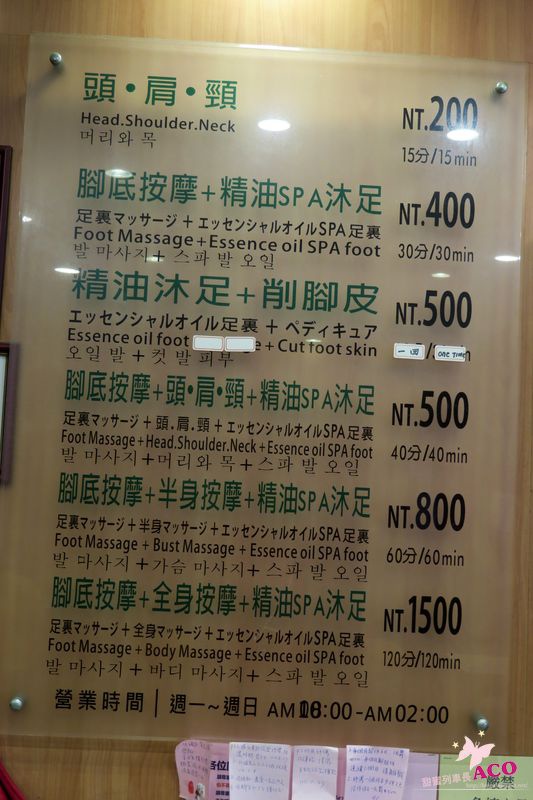 頭·肩·頸
NT.200
Head.Shoulder.Neck
머리와 목
15分/15min
腳底按摩+精油SPA沐足
NT.400
足裏マッサージ+エッセンシャルオイルSPA足裏
Foot Massage+Essence oil SPA foot
30分/30min
발 마사지+ 스파 발 오일
精油沐足+削腳皮
NT.500
エッセンシャルオイル足裏+ペディキュア
Essence oil foot e+Cut foot skin
一回/one time
오일 발+컷 발 피부
腳底按摩+頭·肩·頸+精油SPA沐足
NT.500
足裏マッサージ+頭.肩.頸+エッセンシャルオイルSPA足裏
Foot Massage+Head.Shoulder.Neck+Essence oil SPA foot
40分/40min
발 마사지+머리와 목+스파 발 오일
腳底按摩+半身按摩+精油SPA沐足
NT.800
足裏マッサージ+半身マッサージ+エッセンシャルオイルSPA足裏
Foot Massage+Bust Massage+Essence oil SPA foot
60分/60min
발 마사지+가슴 마사지+스파 발 오일
腳底按摩+全身按摩+精油SPA沐足
NT.1500
足裏マッサージ+全身マッサージ+エッセンシャルオイルSPA足裏
Foot Massage+Body Massage+Essence oil SPA foot
120分/120min
발 마사지+바디 마사지+스파 발 오일
營業時間|週一~週日 AM :00-AM 02:00
各位
嚴禁
甜蜜列車長 ACO